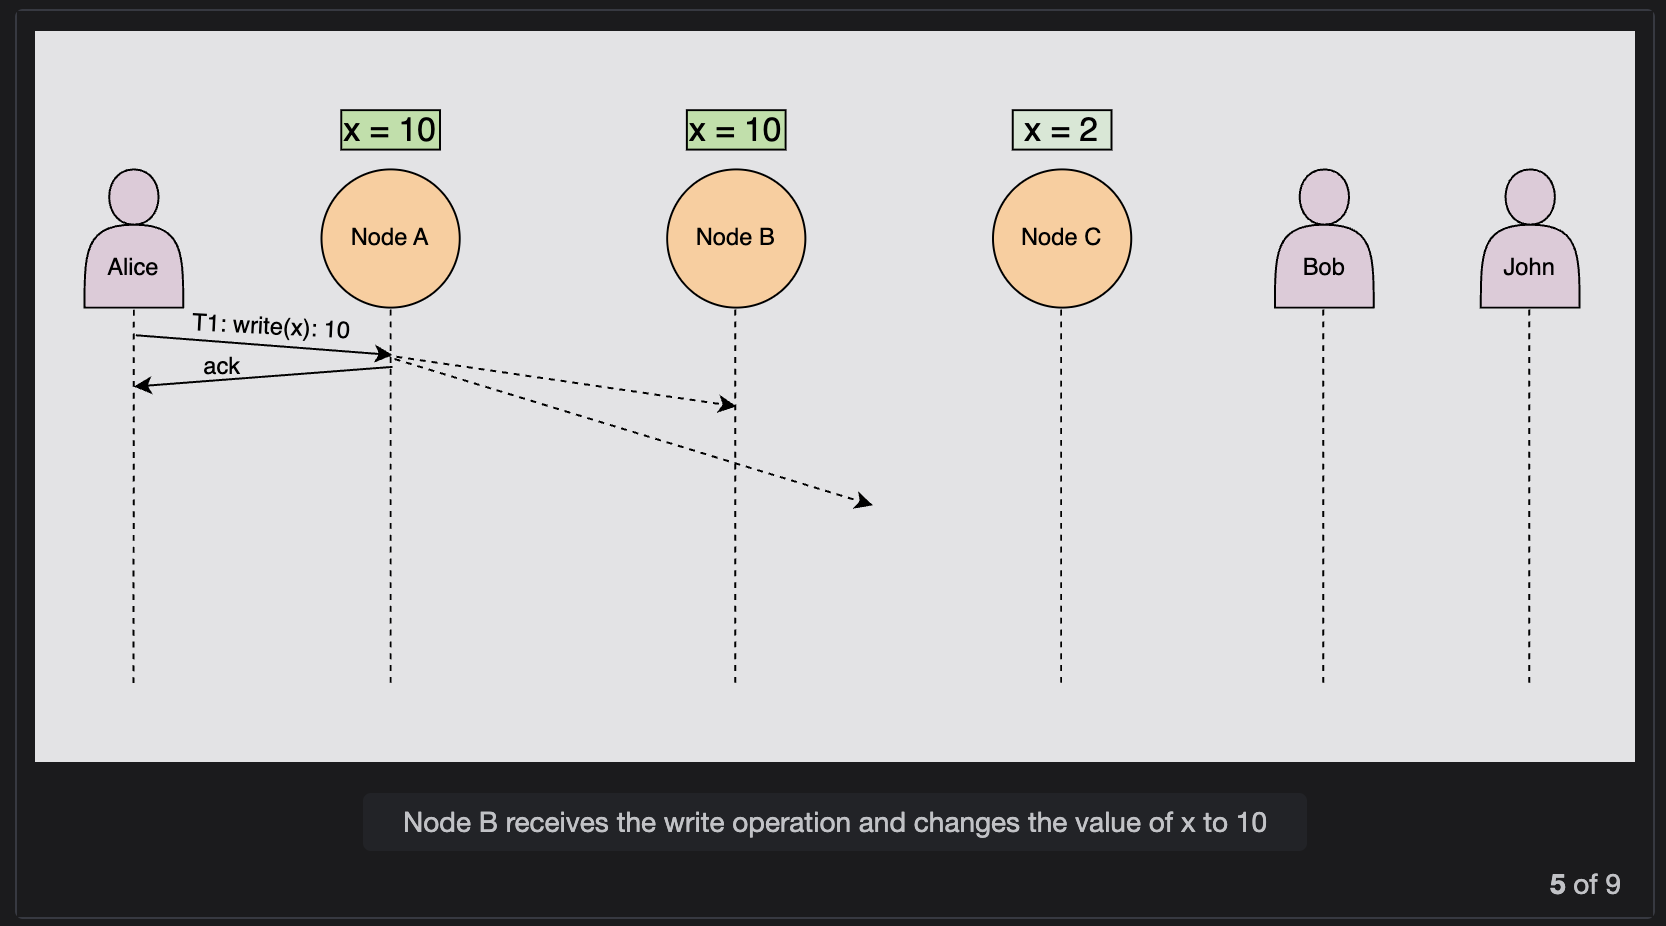 x = 10
x = 10
x = 2
Node A
Node B
Node C
Alice
Bob
John
T1: write(x): 10
ack
Node B receives the write operation and changes the value of x to 10
5 of 9